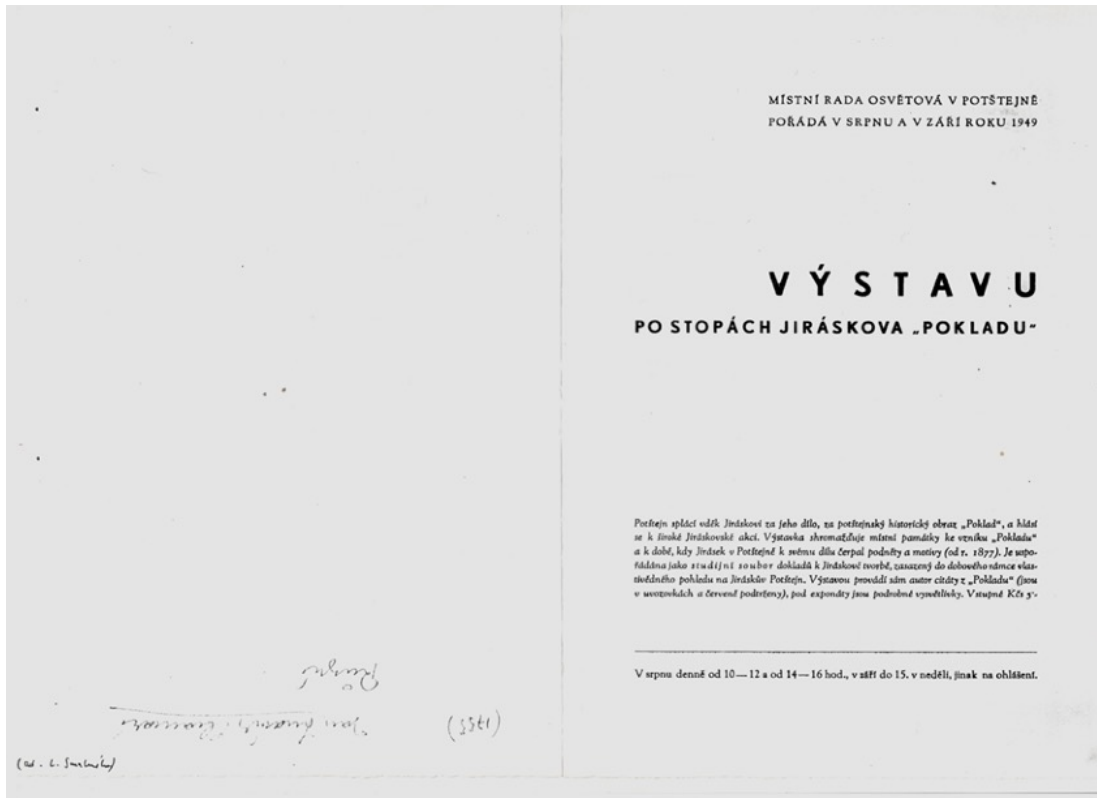 MÍSTNÍ RADA OSVĚTOVÁ V POTŠTEJNĚ
POŘÁDÁ V SRPNU A V ZÁŘÍ ROKU 1949
VÝSTAVU
PO STOPÁCH JIRÁSKOVA „POKLADU“
Potštejn splácí vděk Jiráskovi za jeho dílo, za potštejnský historický obraz „Poklad“, a hlásí
se k široké Jiráskovské akci. Výstavka shromažďuje místní památky ke vzniku „Pokladu“
a k době, kdy Jirásek v Potštejně k svému dílu čerpal podněty a motivy (od r. 1877). Je uspo-
řádána jako studijní soubor dokladů k Jiráskově tvorbě, zasazený do dobového rámce vlas-
tivědného pohledu na Jiráskův Potštejn. Výstavou provádí sám autor citáty z „Pokladu“ (jsou
v uvozovkách a červeně podtrženy), pod exponáty jsou podrobné vysvětlivky. Vstupné Kčs 5'-
V srpnu denně od 10—12 a od 14—16 hod., v září do 15. v neděli, jinak na ohlášení.
Různí
Jan